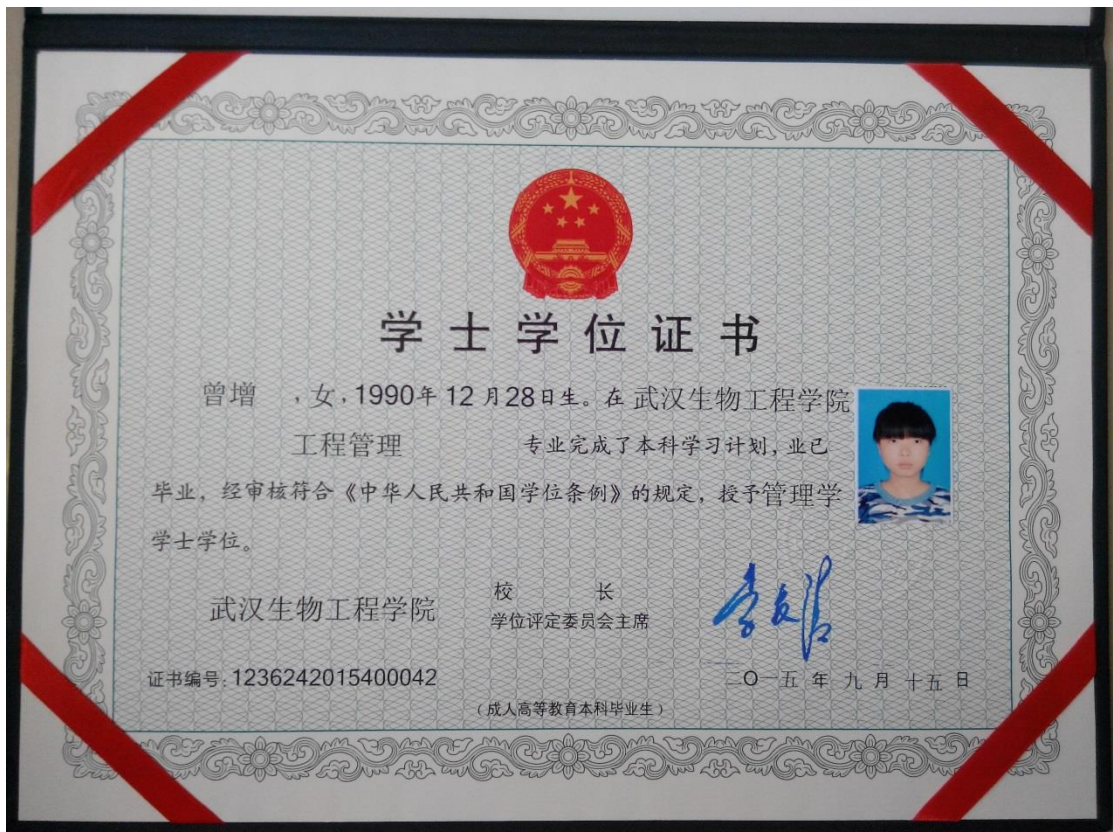 学士学位证书
曾增 ，女，1990年12月28日生。在武汉生物工程学院
工程管理 专业完成了本科学习计划，业已
毕业，经审核符合《中华人民共和国学位条例》的规定，授予管理学
学士学位。
武汉生物工程学院
校 长
学位评定委员会主席
证书编号：1236242015400042
二〇一五年九月十五日
（成人高等教育本科毕业生）